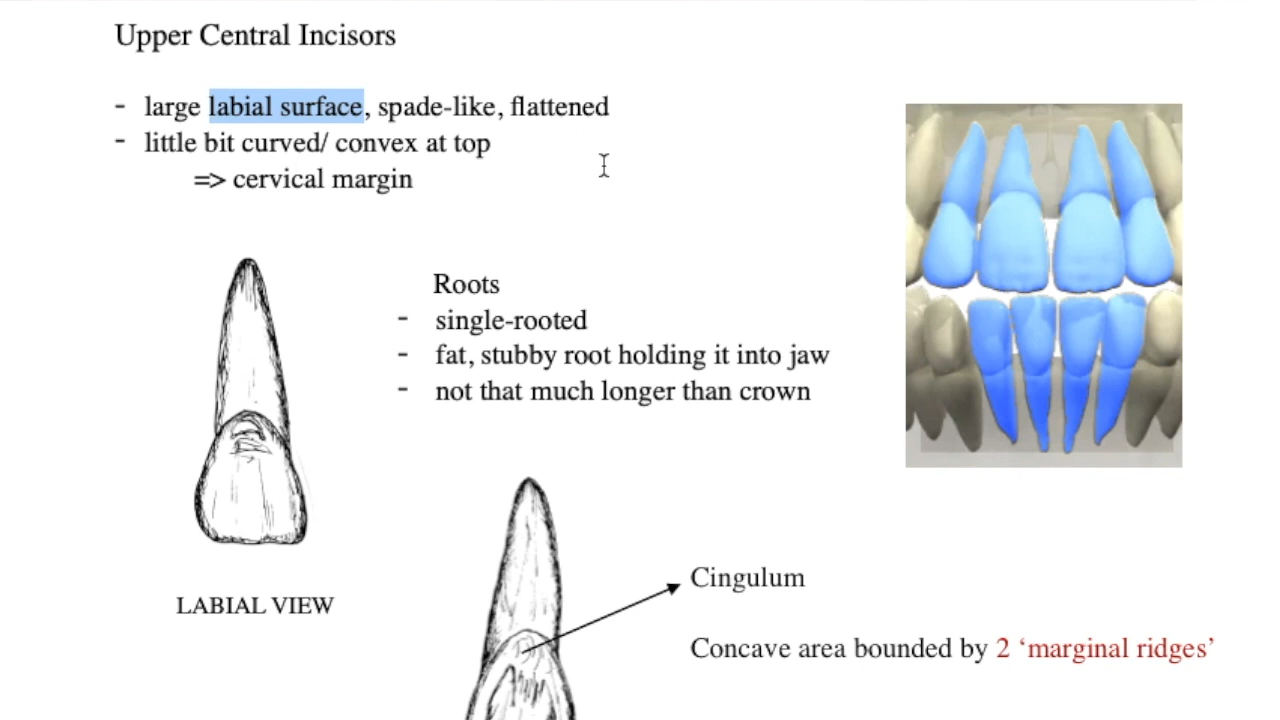 Upper Central Incisors
- large labial surface, spade-like, flattened
- little bit curved/ convex at top
=> cervical margin
Roots
- single-rooted
- fat, stubby root holding it into jaw
- not that much longer than crown
Cingulum
LABIAL VIEW
Concave area bounded by 2 ‘marginal ridges’